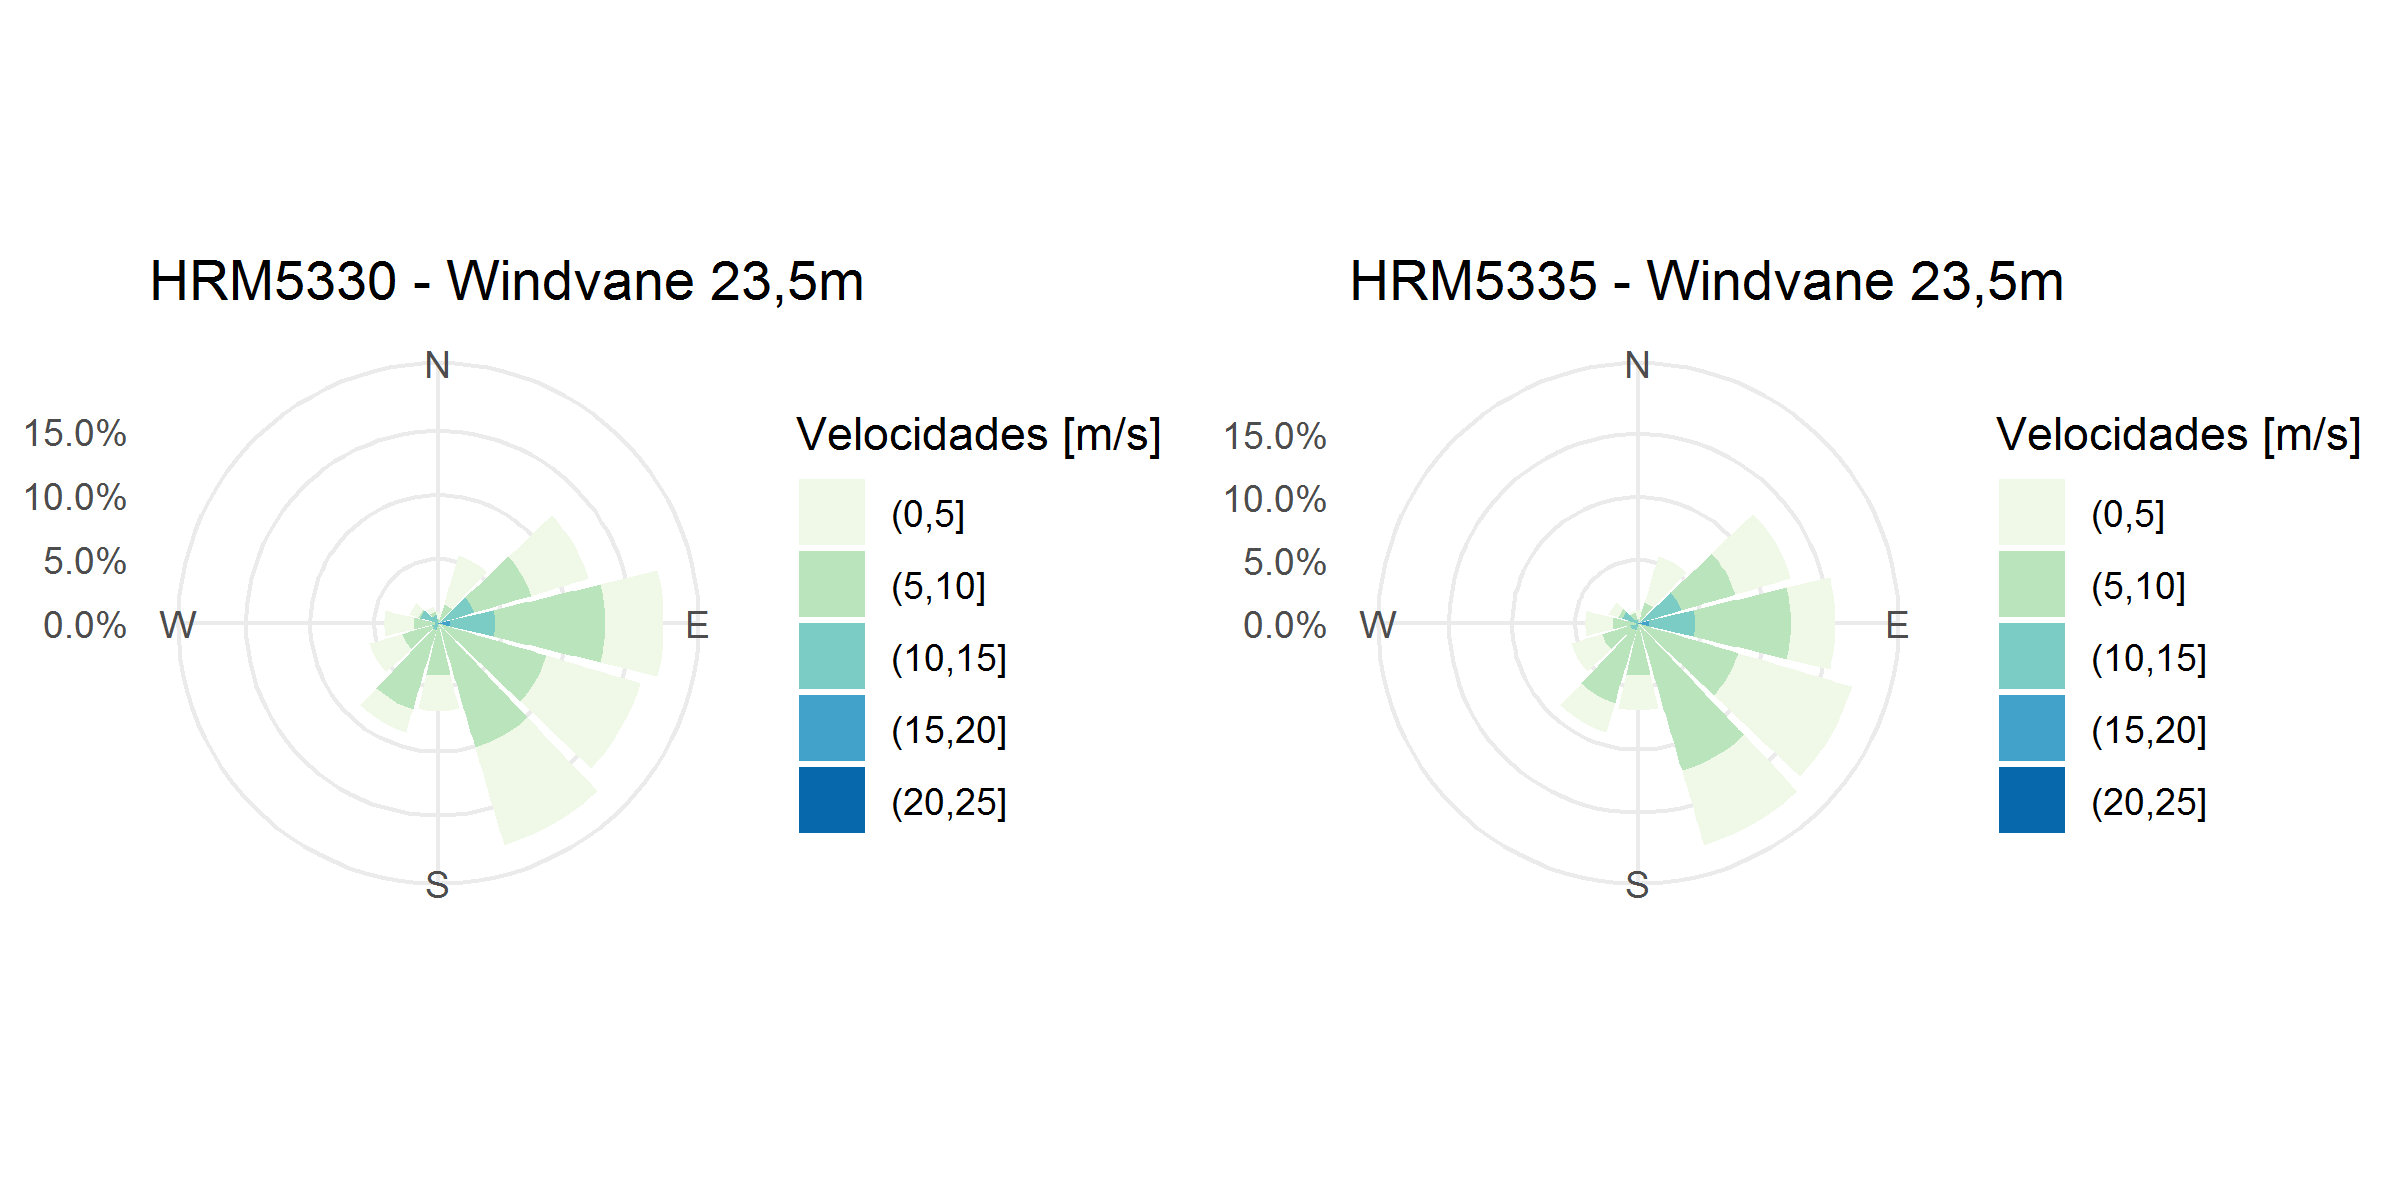 HRM5330 - Windvane 23,5m
N
15.0%
10.0%
5.0%
0.0%
W
E
S
Velocidades [m/s]
(0,5]
(5,10]
(10,15]
(15,20]
(20,25]
HRM5335 - Windvane 23,5m
N
15.0%
10.0%
5.0%
0.0%
W
E
S
Velocidades [m/s]
(0,5]
(5,10]
(10,15]
(15,20]
(20,25]